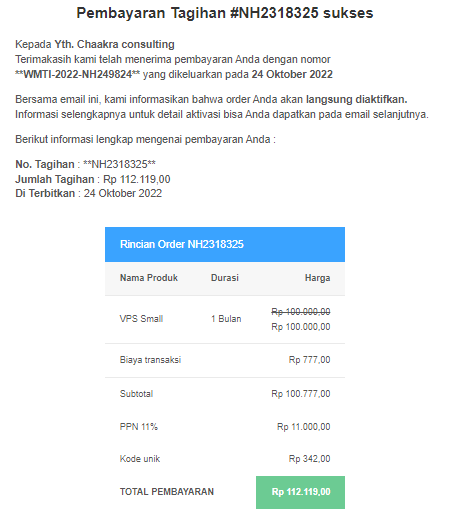 Pembayaran Tagihan #NH2318325 sukses
Kepada Yth. Chaakra consulting
Terimakasih kami telah menerima pembayaran Anda dengan nomor
**WMTI-2022-NH249824** yang dikeluarkan pada 24 Oktober 2022
Bersama email ini, kami informasikan bahwa order Anda akan langsung diaktifkan.
Informasi selengkapnya untuk detail aktivasi bisa Anda dapatkan pada email selanjutnya.
Berikut informasi lengkap mengenai pembayaran Anda :
No. Tagihan : **NH2318325**
Jumlah Tagihan : Rp 112.119,00
Di Terbitkan : 24 Oktober 2022
Rincian Order NH2318325
Nama Produk Durasi Harga
VPS Small 1 Bulan Rp 100.000,00
Rp 100.000,00
Biaya transaksi Rp 777,00
Subtotal Rp 100.777,00
PPN 11% Rp 11.000,00
Kode unik Rp 342,00
TOTAL PEMBAYARAN Rp 112.119,00